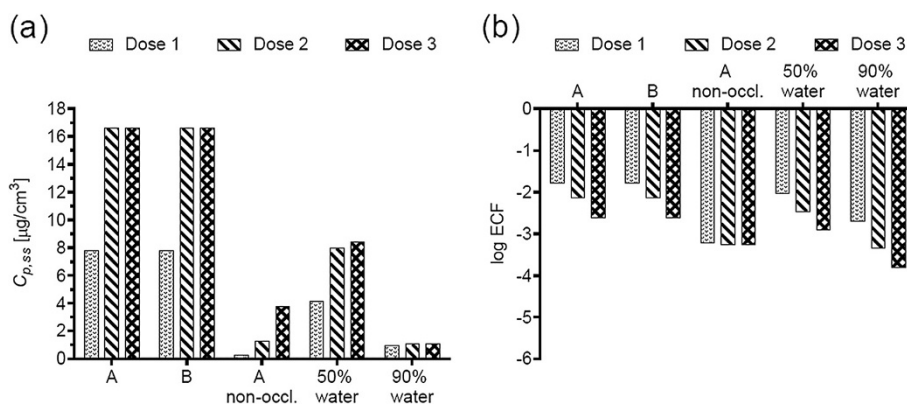 (a)
Dose 1 Dose 2 Dose 3
18
16
14
12
10
8
6
4
2
0
Cp,ss [µg/cm³]
A B A non-occl. 50% water 90% water
(b)
Dose 1 Dose 2 Dose 3
A B A non-occl. 50% water 90% water
0
-1
-2
-3
-4
-5
-6
log ECF